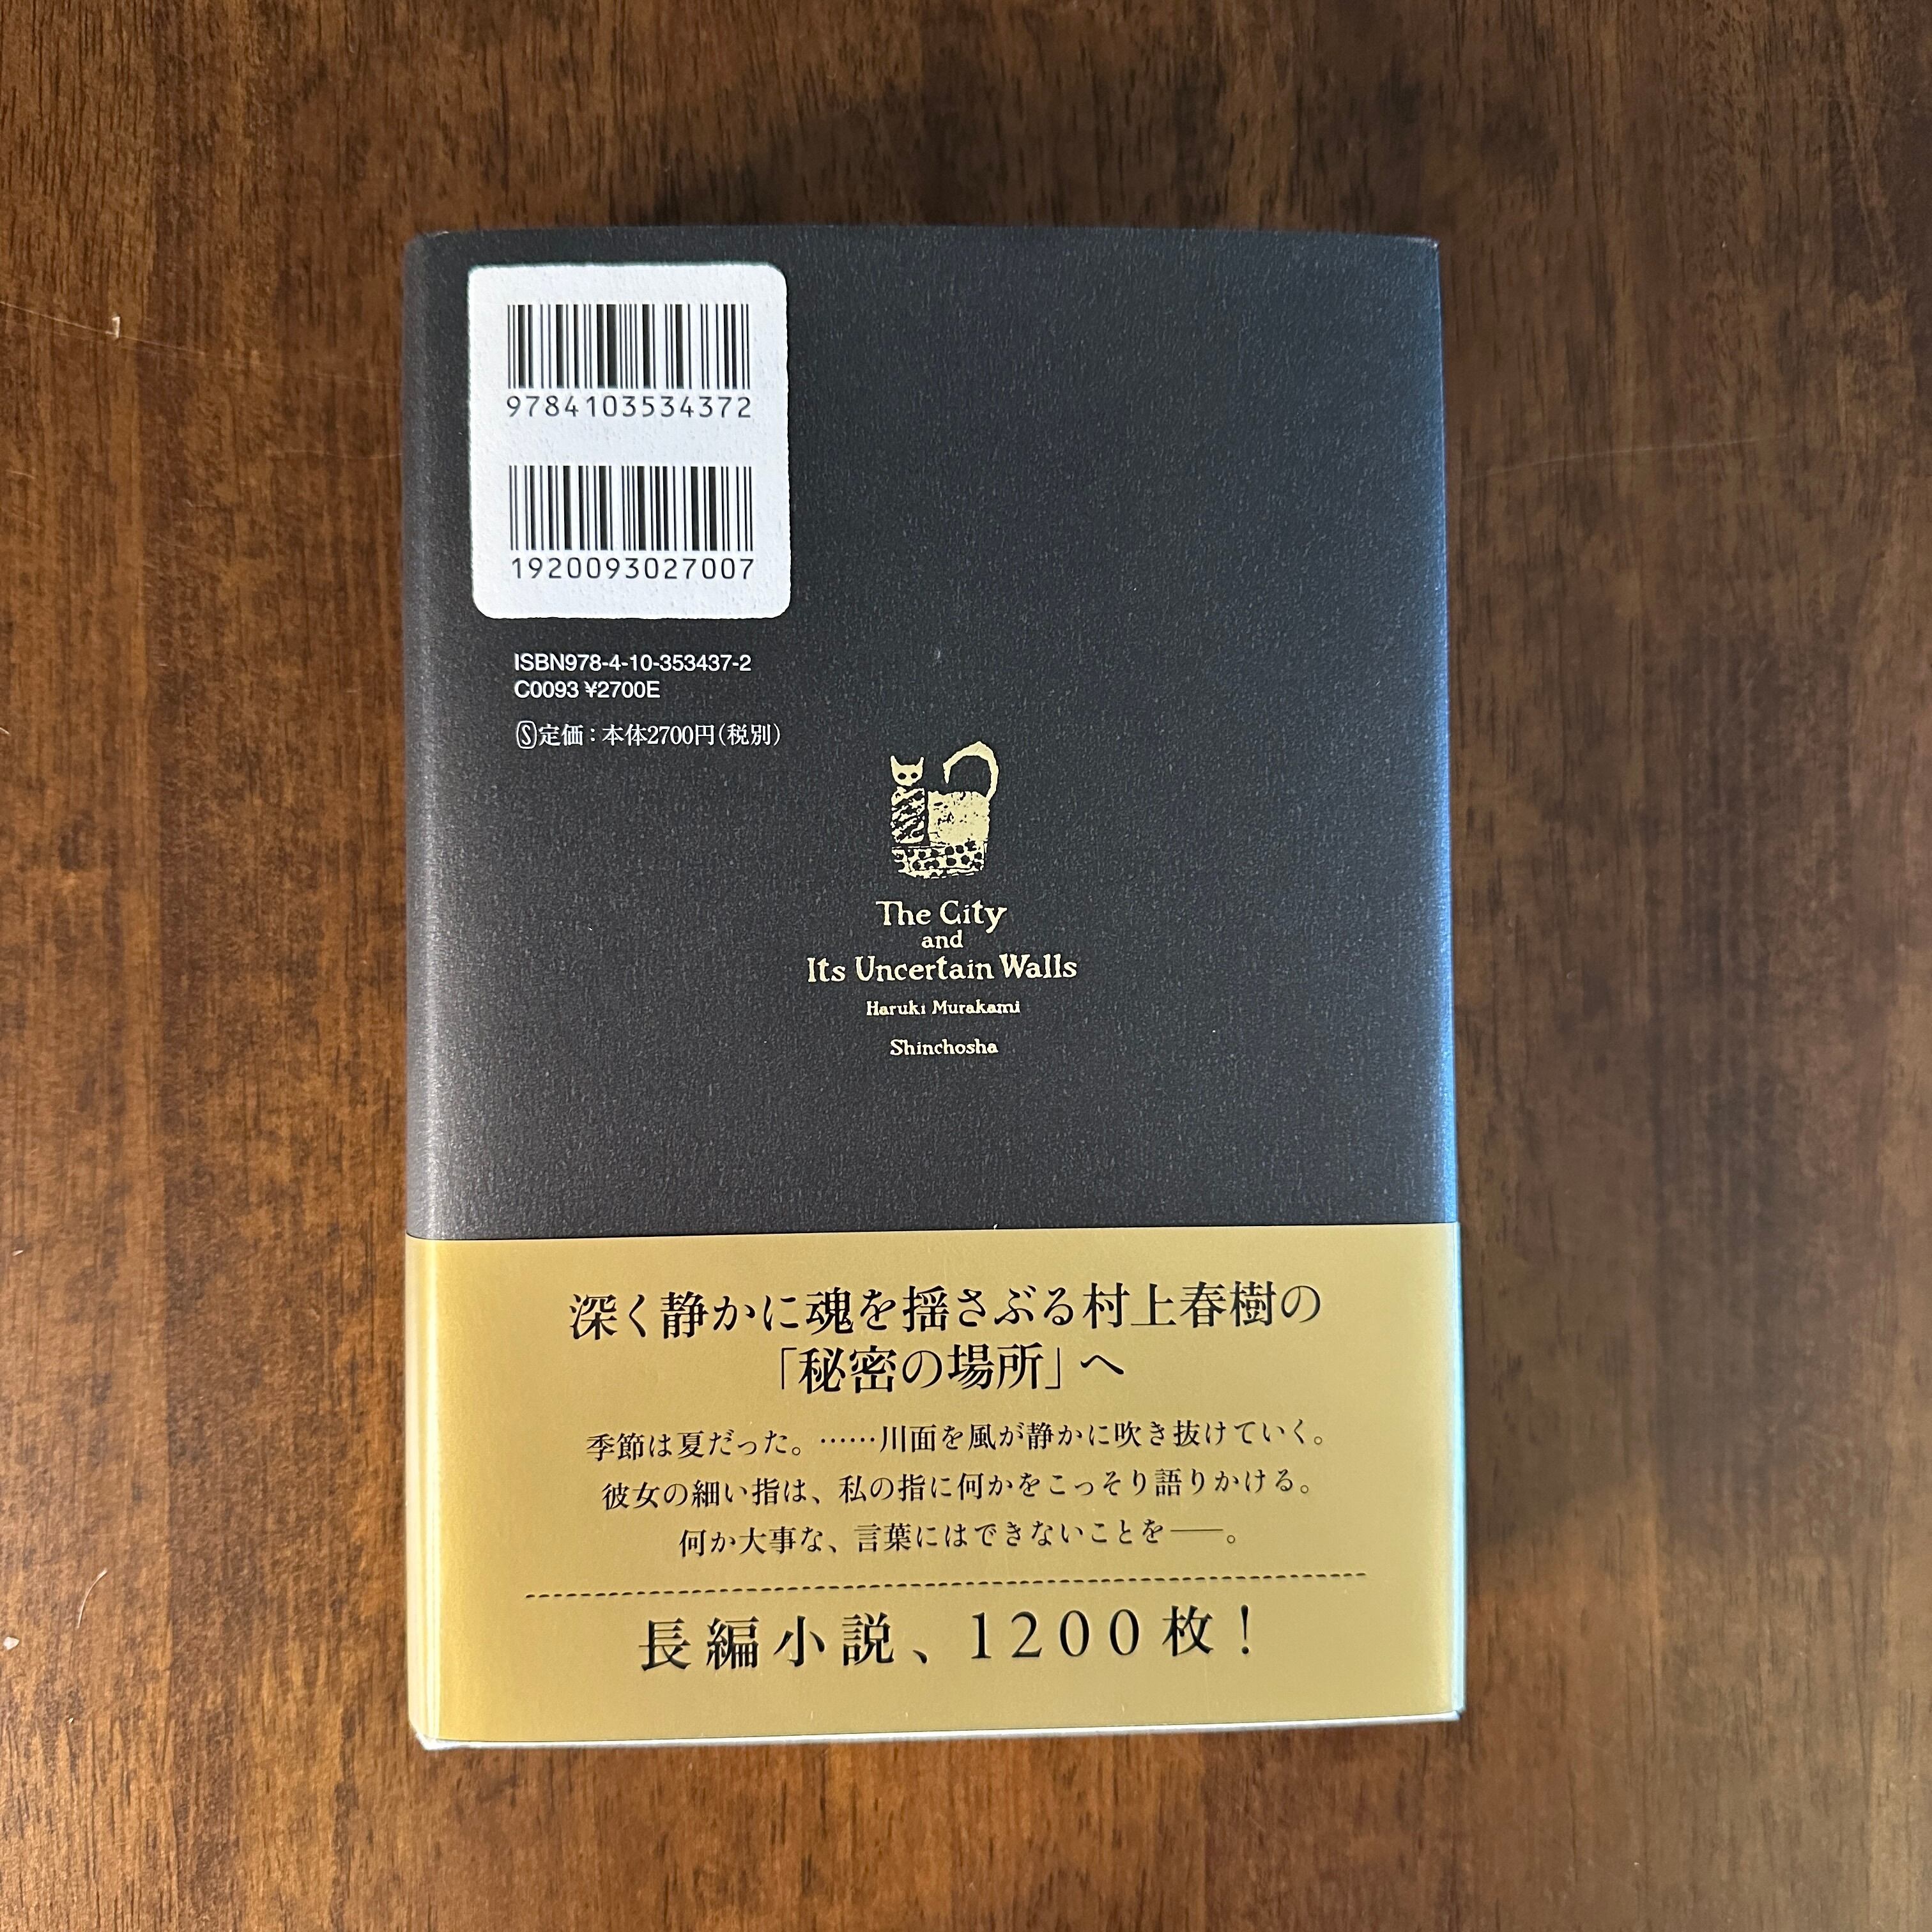 9784103534372
1920093027007
ISBN978-4-10-353437-2
C0093 ¥2700E
Ⓢ定価：本体2700円（税別）
The City
and
Its Uncertain Walls
Haruki Murakami
Shinchosha
深く静かに魂を揺さぶる村上春樹の
「秘密の場所」へ
季節は夏だった。……川面を風が静かに吹き抜けていく。
彼女の細い指は、私の指に何かをこっそり語りかける。
何か大事な、言葉にはできないことを──。
長編小説、1200枚！